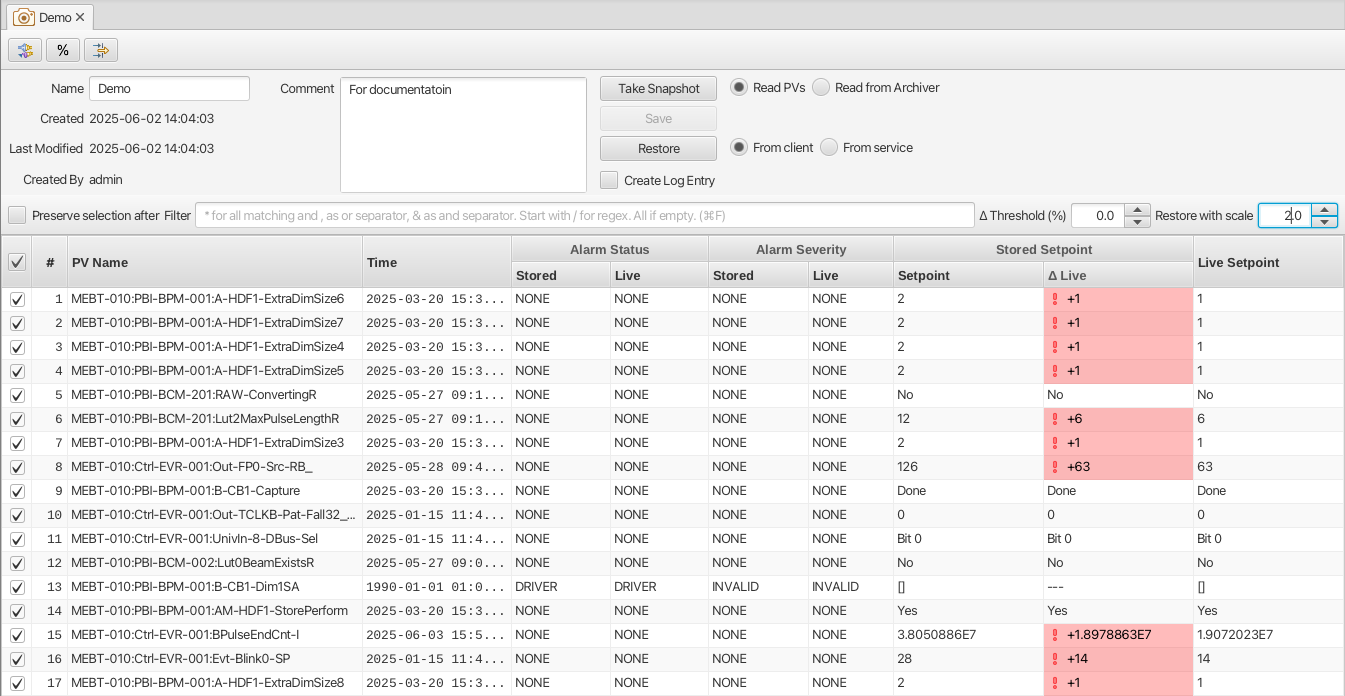 Demo
%
Name Demo Comment For documentatoin Take Snapshot Read PVs Read from Archiver
Created 2025-06-02 14:04:03 Save
Last Modified 2025-06-02 14:04:03 Restore From client From service
Created By admin Create Log Entry
Preserve selection after Filter * for all matching and , as or separator, & as and separator. Start with / for regex. All if empty. (⌘F) Δ Threshold (%) 0.0 Restore with scale 2.0
# PV Name Time Alarm Status Alarm Severity Stored Setpoint Live Setpoint
Stored Live Stored Live Setpoint Δ Live
1 MEBT-010:PBI-BPM-001:A-HDF1-ExtraDimSize6 2025-03-20 15:3... NONE NONE NONE NONE 2 +1 1
2 MEBT-010:PBI-BPM-001:A-HDF1-ExtraDimSize7 2025-03-20 15:3... NONE NONE NONE NONE 2 +1 1
3 MEBT-010:PBI-BPM-001:A-HDF1-ExtraDimSize4 2025-03-20 15:3... NONE NONE NONE NONE 2 +1 1
4 MEBT-010:PBI-BPM-001:A-HDF1-ExtraDimSize5 2025-03-20 15:3... NONE NONE NONE NONE 2 +1 1
5 MEBT-010:PBI-BCM-201:RAW-ConvertingR 2025-05-27 09:1... NONE NONE NONE NONE No No No
6 MEBT-010:PBI-BCM-201:Lut2MaxPulseLengthR 2025-05-27 09:1... NONE NONE NONE NONE 12 +6 6
7 MEBT-010:PBI-BPM-001:A-HDF1-ExtraDimSize3 2025-03-20 15:3... NONE NONE NONE NONE 2 +1 1
8 MEBT-010:Ctrl-EVR-001:Out-FP0-Src-RB_ 2025-05-28 09:4... NONE NONE NONE NONE 126 +63 63
9 MEBT-010:PBI-BPM-001:B-CB1-Capture 2025-03-20 15:3... NONE NONE NONE NONE Done Done Done
10 MEBT-010:Ctrl-EVR-001:Out-TCLKB-Pat-Fall32_... 2025-01-15 11:4... NONE NONE NONE NONE 0 0 0
11 MEBT-010:Ctrl-EVR-001:UnivIn-8-DBus-Sel 2025-01-15 11:4... NONE NONE NONE NONE Bit 0 Bit 0 Bit 0
12 MEBT-010:PBI-BCM-002:Lut0BeamExistsR 2025-05-27 09:0... NONE NONE NONE NONE No No No
13 MEBT-010:PBI-BPM-001:B-CB1-Dim1SA 1990-01-01 01:0... DRIVER DRIVER INVALID INVALID [] --- []
14 MEBT-010:PBI-BPM-001:AM-HDF1-StorePerform 2025-03-20 15:3... NONE NONE NONE NONE Yes Yes Yes
15 MEBT-010:Ctrl-EVR-001:BPulseEndCnt-I 2025-06-03 15:5... NONE NONE NONE NONE 3.8050886E7 +1.8978863E7 1.9072023E7
16 MEBT-010:Ctrl-EVR-001:Evt-Blink0-SP 2025-01-15 11:4... NONE NONE NONE NONE 28 +14 14
17 MEBT-010:PBI-BPM-001:A-HDF1-ExtraDimSize8 2025-03-20 15:3... NONE NONE NONE NONE 2 +1 1